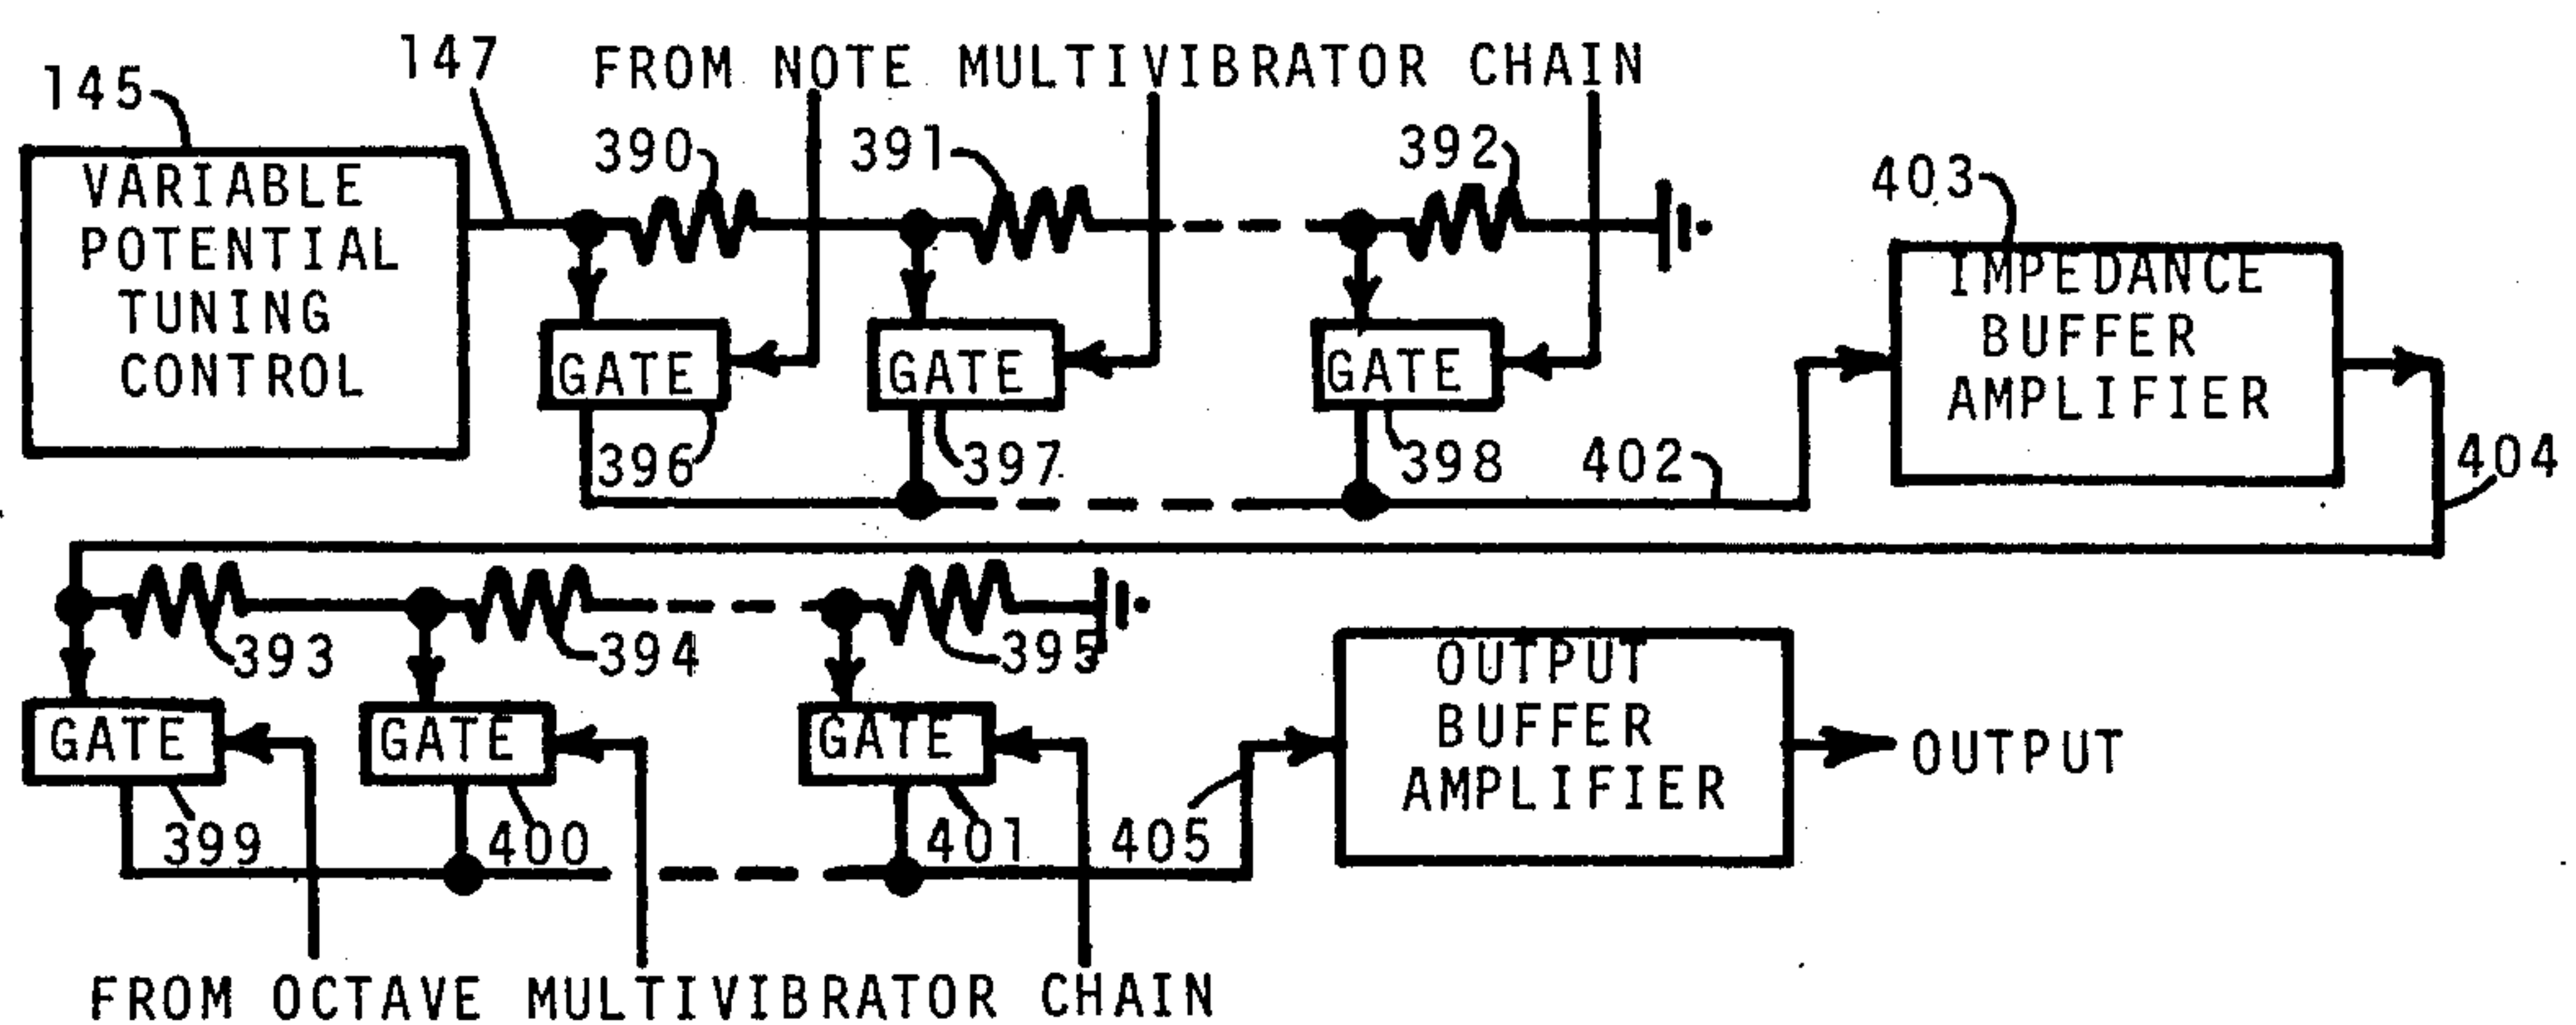 145
147
FROM NOTE MULTIVIBRATOR CHAIN
390
391
392
403
VARIABLE
POTENTIAL
TUNING
CONTROL
GATE
GATE
GATE
IMPEDANCE
BUFFER
AMPLIFIER
396
397
398
402
404
393
394
395
GATE
GATE
GATE
OUTPUT
BUFFER
AMPLIFIER
OUTPUT
399
400
401
405
FROM OCTAVE MULTIVIBRATOR CHAIN